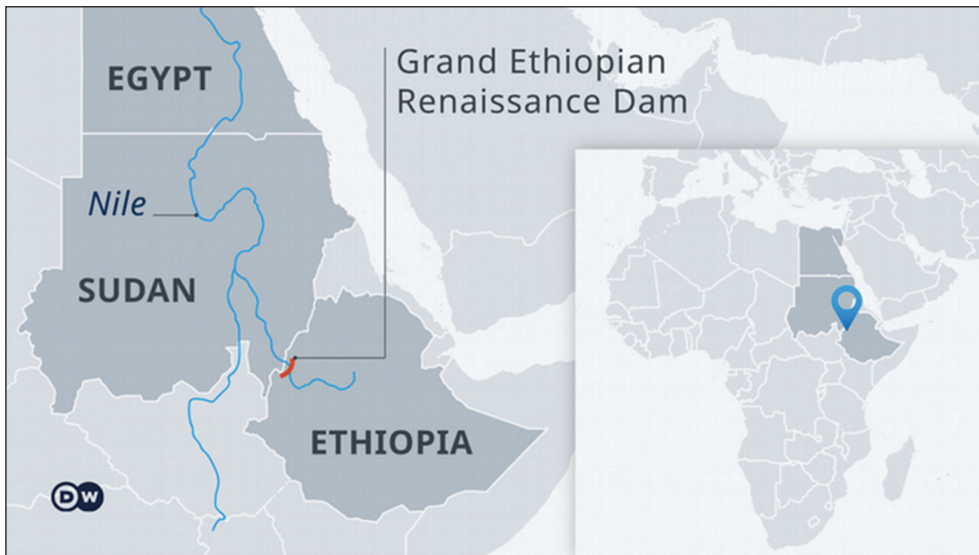 EGYPT
Grand Ethiopian
Renaissance Dam
Nile
SUDAN
ETHIOPIA
DW